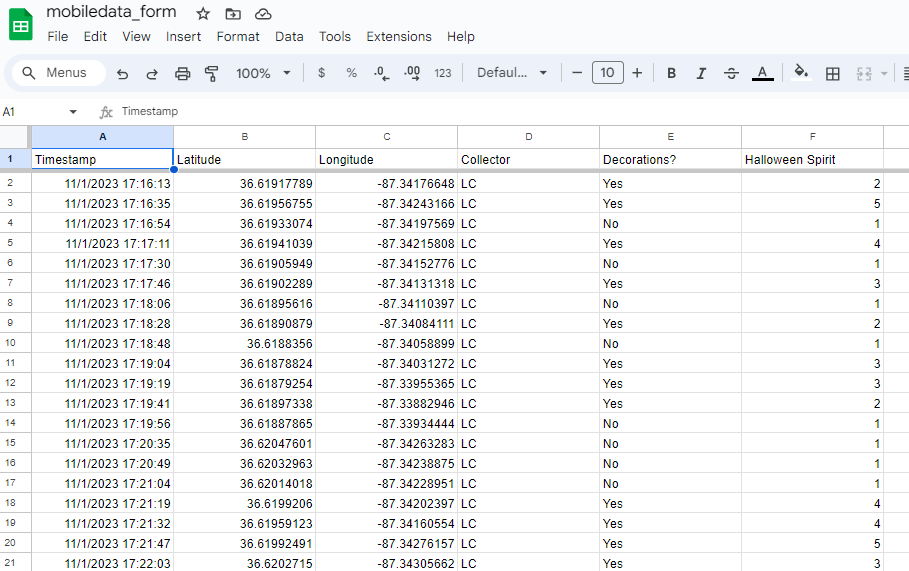 mobiledata_form
File Edit View Insert Format Data Tools Extensions Help
Menus 100% $ % .0 .00 123 Defaul... − 10 + B I A
A1 fx Timestamp
A B C D E F
1 Timestamp Latitude Longitude Collector Decorations? Halloween Spirit
2 11/1/2023 17:16:13 36.61917789 -87.34176648 LC Yes 2
3 11/1/2023 17:16:35 36.61956755 -87.34243166 LC Yes 5
4 11/1/2023 17:16:54 36.61933074 -87.34197569 LC No 1
5 11/1/2023 17:17:11 36.61941039 -87.34215808 LC Yes 4
6 11/1/2023 17:17:30 36.61905949 -87.34152776 LC No 1
7 11/1/2023 17:17:46 36.61902289 -87.34131318 LC Yes 3
8 11/1/2023 17:18:06 36.61895616 -87.34110397 LC No 1
9 11/1/2023 17:18:28 36.61890879 -87.34084111 LC Yes 2
10 11/1/2023 17:18:48 36.6188356 -87.34058899 LC No 1
11 11/1/2023 17:19:04 36.61878824 -87.34031272 LC Yes 3
12 11/1/2023 17:19:19 36.61879254 -87.33955365 LC Yes 3
13 11/1/2023 17:19:41 36.61897338 -87.33882946 LC Yes 2
14 11/1/2023 17:19:56 36.61887865 -87.33934444 LC No 1
15 11/1/2023 17:20:35 36.62047601 -87.34263283 LC No 1
16 11/1/2023 17:20:49 36.62032963 -87.34238875 LC No 1
17 11/1/2023 17:21:04 36.62014018 -87.34228951 LC No 1
18 11/1/2023 17:21:19 36.6199206 -87.34202397 LC Yes 4
19 11/1/2023 17:21:32 36.61959123 -87.34160554 LC Yes 4
20 11/1/2023 17:21:47 36.61992491 -87.34276157 LC Yes 5
21 11/1/2023 17:22:03 36.6202715 -87.34305662 LC Yes 3